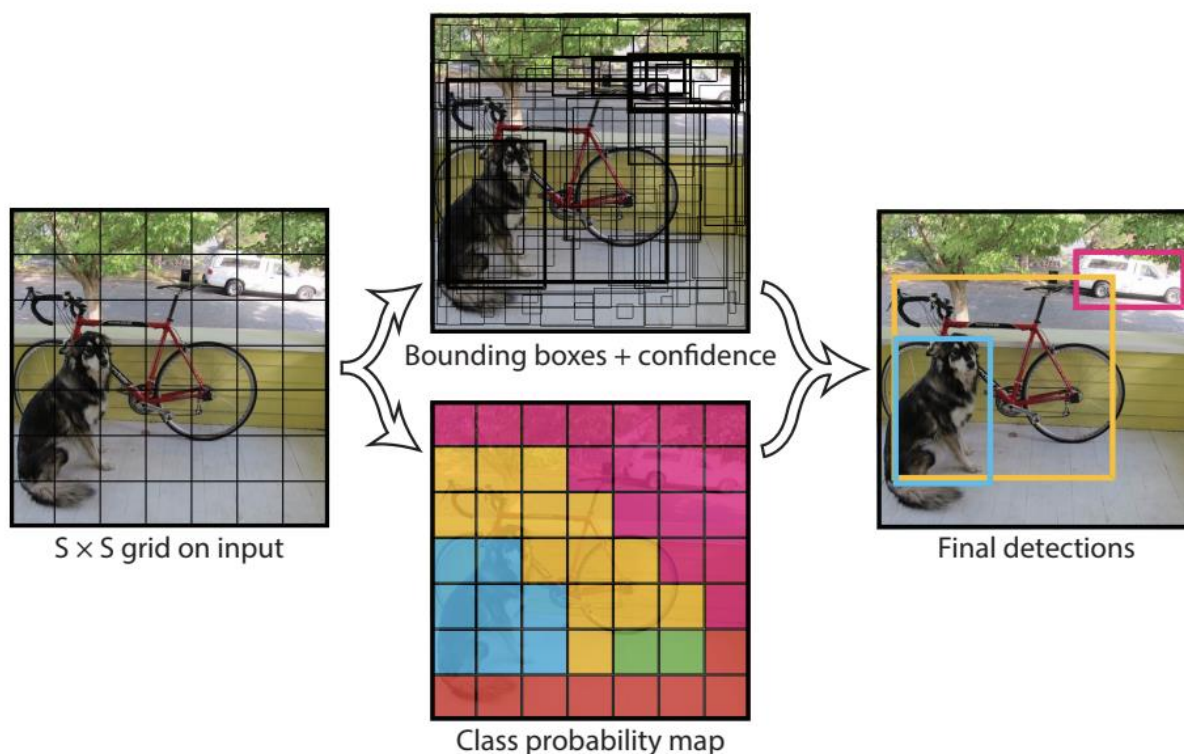 Bounding boxes + confidence
S × S grid on input
Final detections
Class probability map